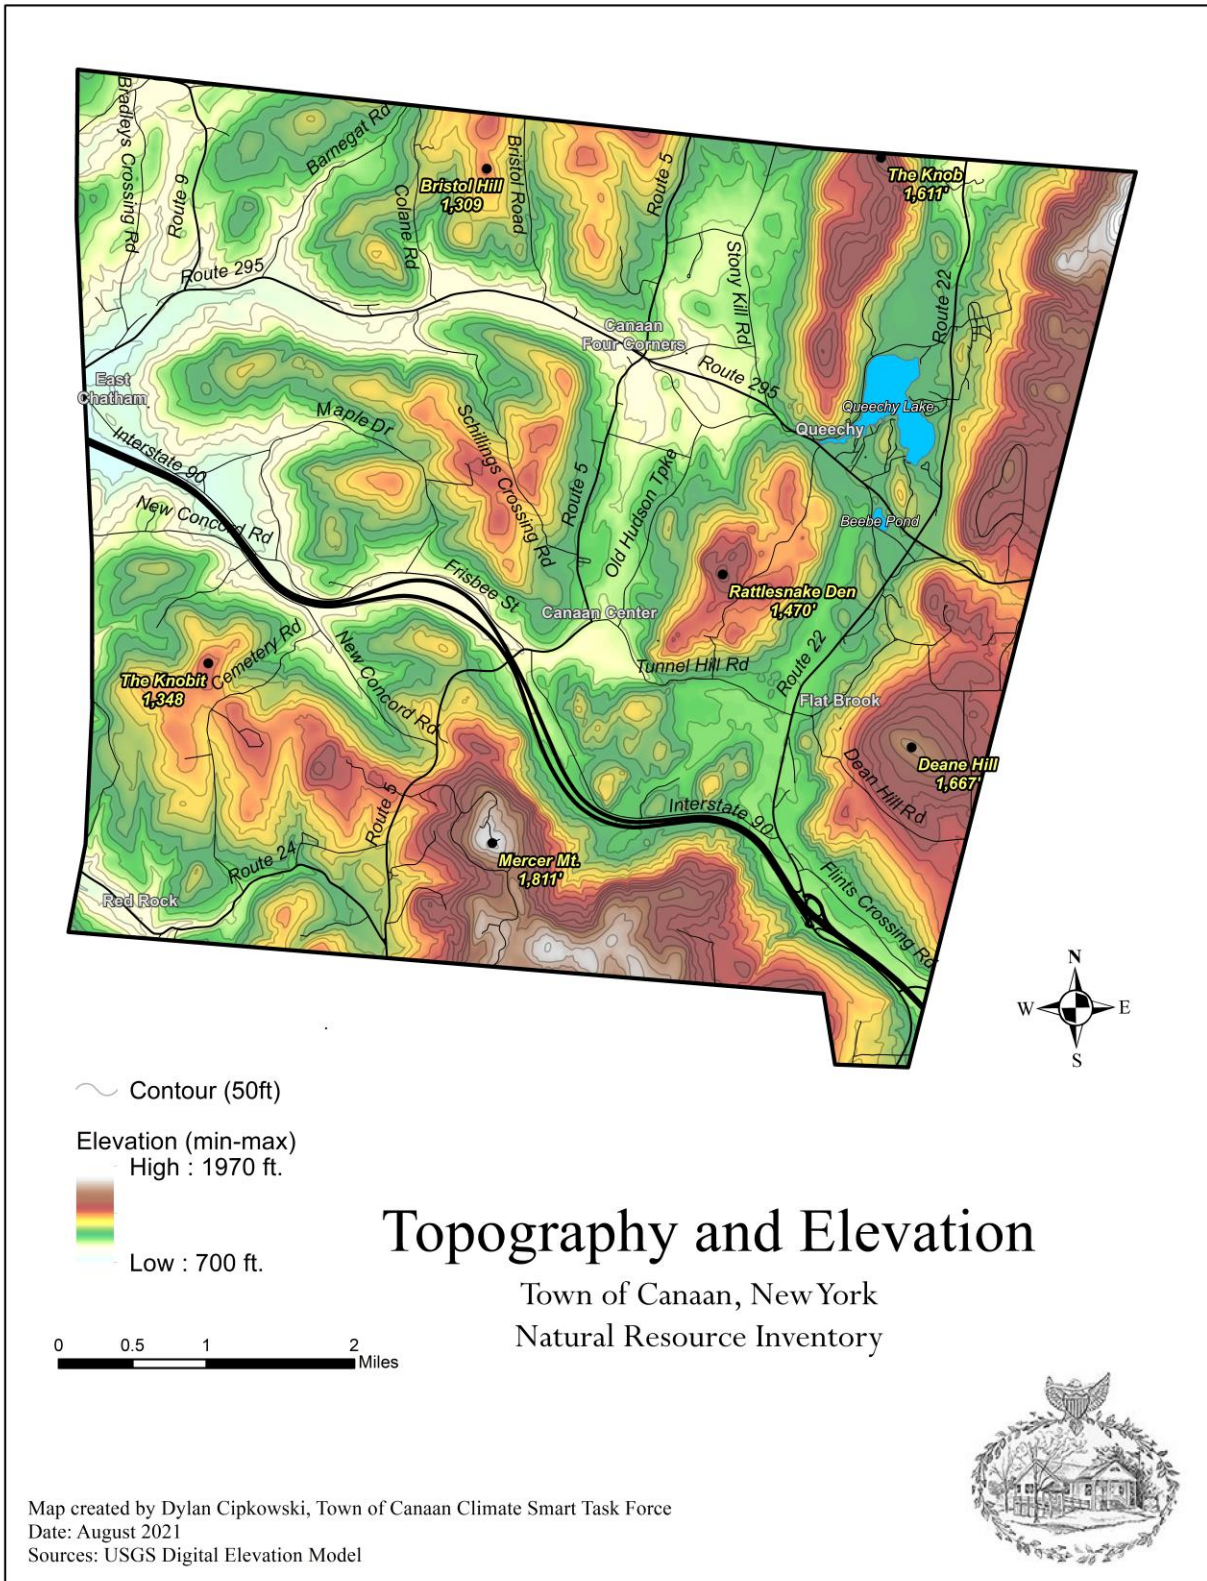 Bradleys Crossing Rd
Route 9
Barnegat Rd
Colane Rd
Bristol Hill
1,309
Bristol Road
Route 5
The Knob
1,611'
Stony Kill Rd
Route 22
Route 295
Canaan
Four Corners
Route 295
East
Chatham
Maple Dr
Schillings Crossing Rd
Queechy Lake
Queechy
Interstate 90
New Concord Rd
Route 5
Old Hudson Tpke
Beebe Pond
Frisbee St
Canaan Center
Rattlesnake Den
1,470'
Cemetery Rd
New Concord Rd
Tunnel Hill Rd
Route 22
The Knobit
1,348
Flat Brook
Deane Hill
1,667'
Dean Hill Rd
Route 5
Interstate 90
Mercer Mt.
1,811'
Route 24
Flints Crossing Rd
Red Rock
N
W E
S
Contour (50ft)
Elevation (min-max)
High : 1970 ft.
Low : 700 ft.
Topography and Elevation
Town of Canaan, New York
Natural Resource Inventory
0 0.5 1 2
Miles
Map created by Dylan Cipkowski, Town of Canaan Climate Smart Task Force
Date: August 2021
Sources: USGS Digital Elevation Model